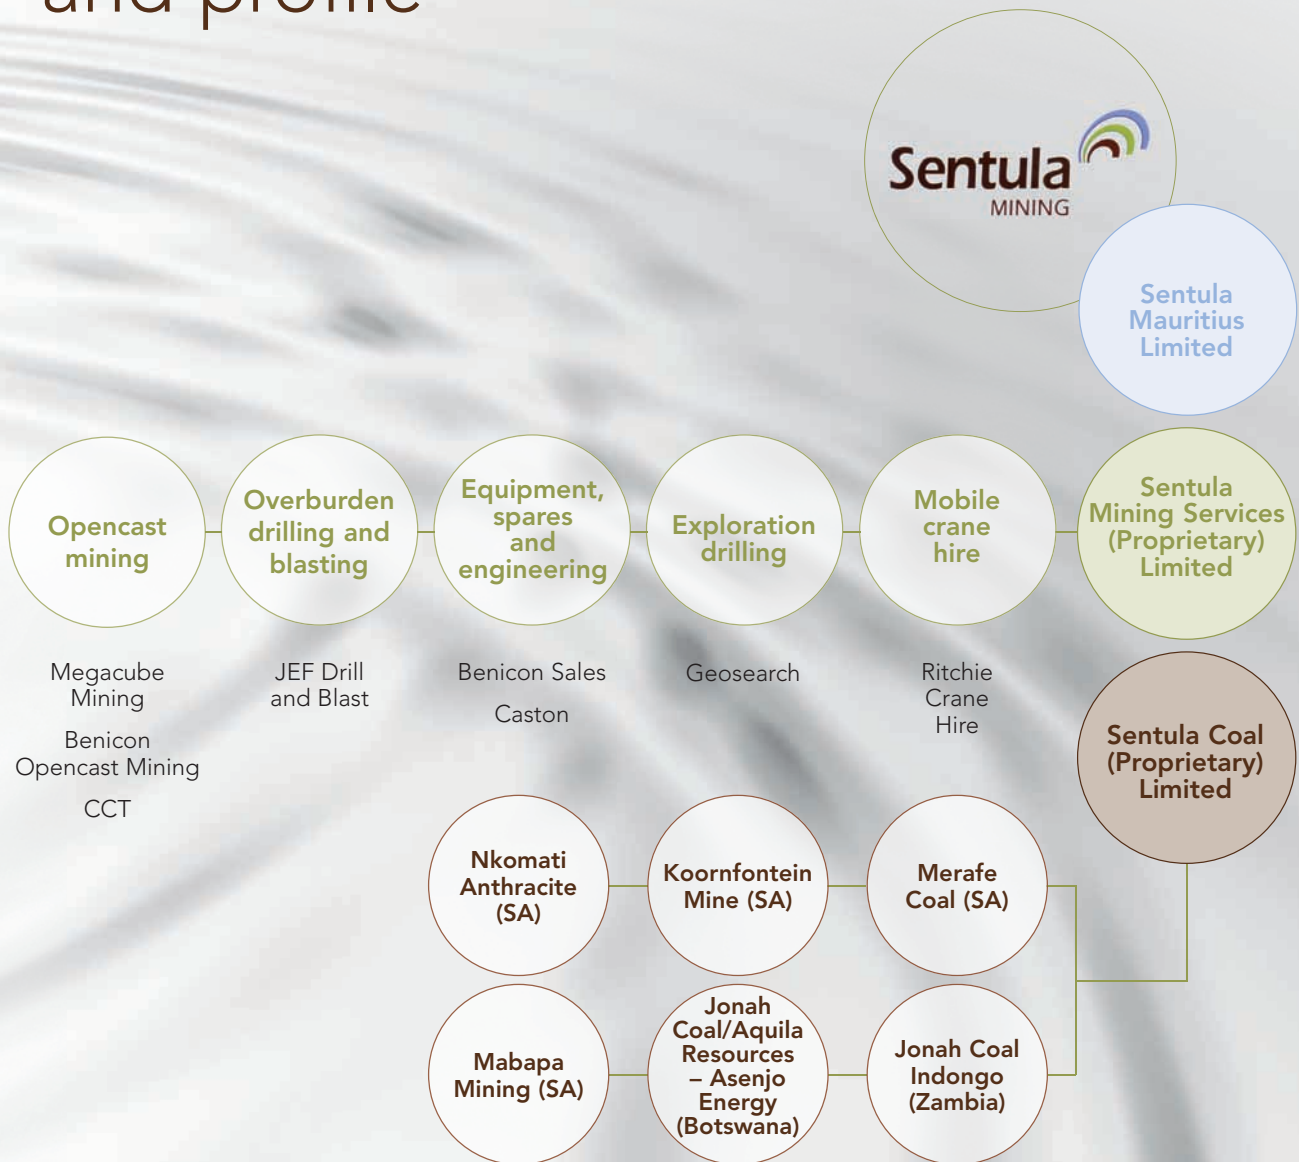 and profile
Sentula
MINING
Sentula
Mauritius
Limited
Opencast
mining
Overburden
drilling and
blasting
Equipment,
spares
and
engineering
Exploration
drilling
Mobile
crane
hire
Sentula
Mining Services
(Proprietary)
Limited
Megacube
Mining
Benicon
Opencast Mining
CCT
JEF Drill
and Blast
Benicon Sales
Caston
Geosearch
Ritchie
Crane
Hire
Sentula Coal
(Proprietary)
Limited
Nkomati
Anthracite
(SA)
Koornfontein
Mine (SA)
Merafe
Coal (SA)
Mabapa
Mining (SA)
Jonah
Coal/Aquila
Resources
– Asenjo
Energy
(Botswana)
Jonah Coal
Indongo
(Zambia)